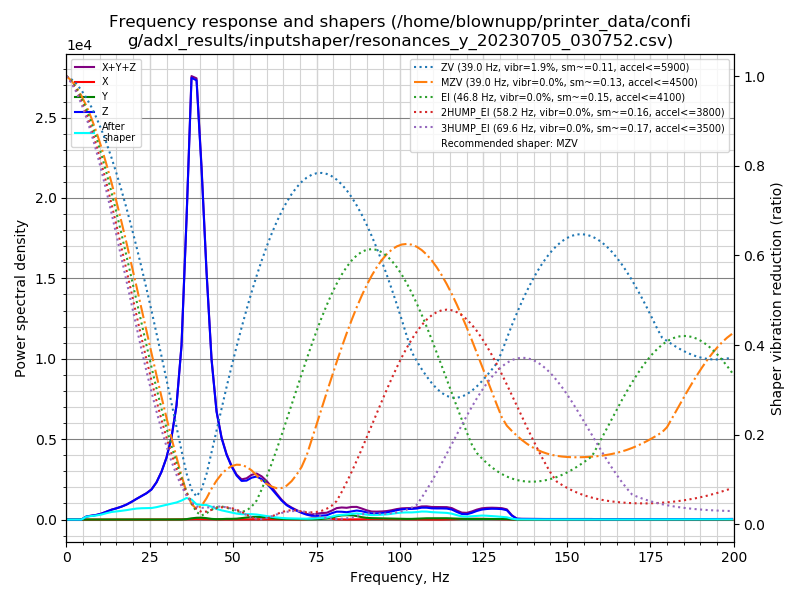 Frequency response and shapers (/home/blownupp/printer_data/confi
g/adxl_results/inputshaper/resonances_y_20230705_030752.csv)
1e4
X+Y+Z
X
Y
Z
After
shaper
ZV (39.0 Hz, vibr=1.9%, sm~=0.11, accel<=5900)
MZV (39.0 Hz, vibr=0.0%, sm~=0.13, accel<=4500)
EI (46.8 Hz, vibr=0.0%, sm~=0.15, accel<=4100)
2HUMP_EI (58.2 Hz, vibr=0.0%, sm~=0.16, accel<=3800)
3HUMP_EI (69.6 Hz, vibr=0.0%, sm~=0.17, accel<=3500)
Recommended shaper: MZV
Power spectral density
2.5
2.0
1.5
1.0
0.5
0.0
1.0
0.8
0.6
0.4
0.2
0.0
Shaper vibration reduction (ratio)
0 25 50 75 100 125 150 175 200
Frequency, Hz